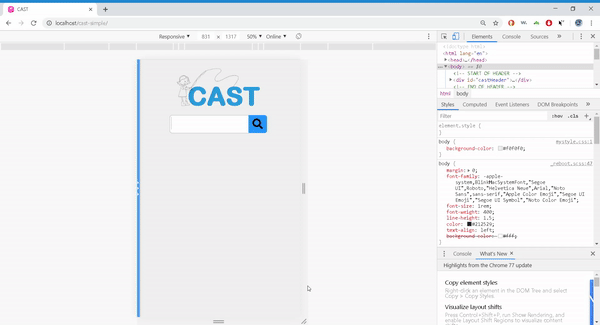 CAST
localhost/cast-simple/
Responsive ▼ 831 × 1317 50% ▼ Online ▼
CAST
Elements Console Sources »
<html lang="en">
<head>…</head>
<body> == $0
<!-- START OF HEADER -->
<div id="castHeader">…</div>
<!-- END OF HEADER -->
html body
Styles Computed Event Listeners DOM Breakpoints »
Filter :hov .cls +
element.style {
}
body { mystyle.css:1
background-color: #f0f0f0;
}
body { _reboot.scss:47
margin: 0;
font-family: -apple-
system,BlinkMacSystemFont,"Segoe
UI",Roboto,"Helvetica Neue",Arial,"Noto
Sans",sans-serif,"Apple Color Emoji","Segoe UI
Emoji","Segoe UI Symbol","Noto Color Emoji";
font-size: 1rem;
font-weight: 400;
line-height: 1.5;
color: #212529;
text-align: left;
background-color: #fff;
}
Console What's New ×
Highlights from the Chrome 77 update
Copy element styles
Right-click an element in the DOM Tree and select
Copy > Copy Styles
Visualize layout shifts
Press Control+Shift+P, run Show Rendering, and
enable Layout Shift Regions to visualize content